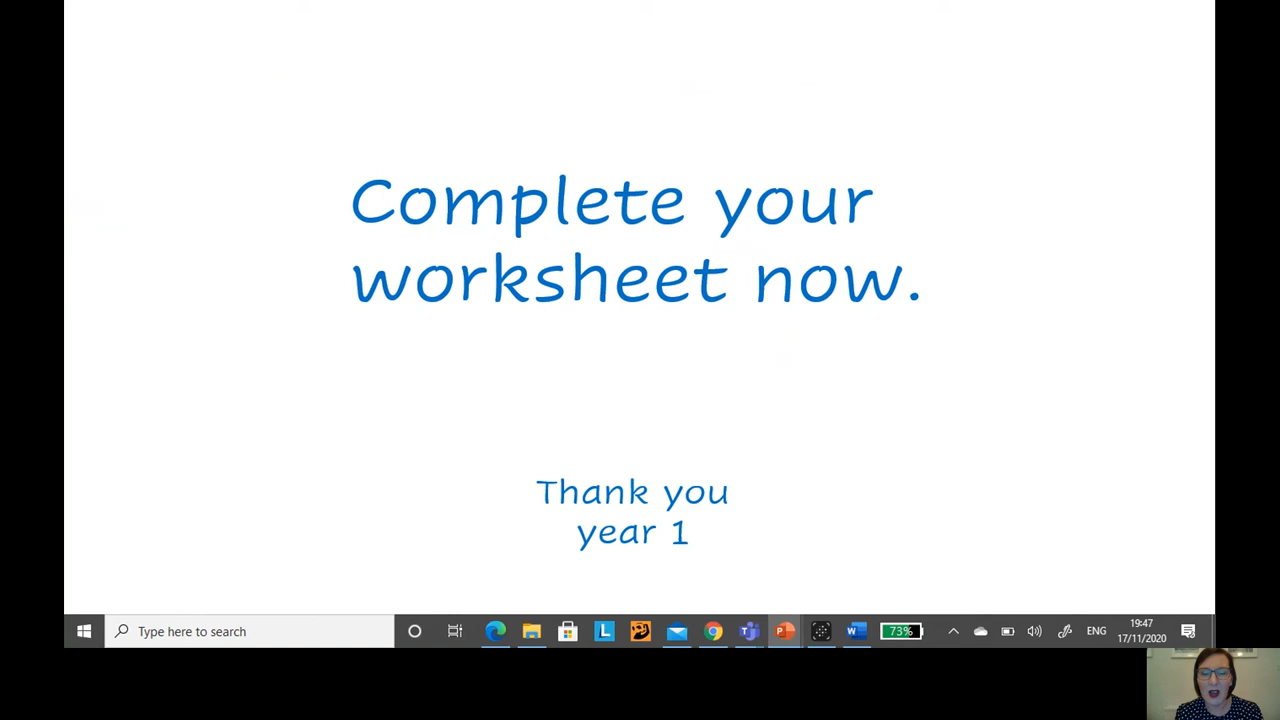 Complete your
worksheet now.
Thank you
year 1
Type here to search
L
73%
ENG
19:47
17/11/2020